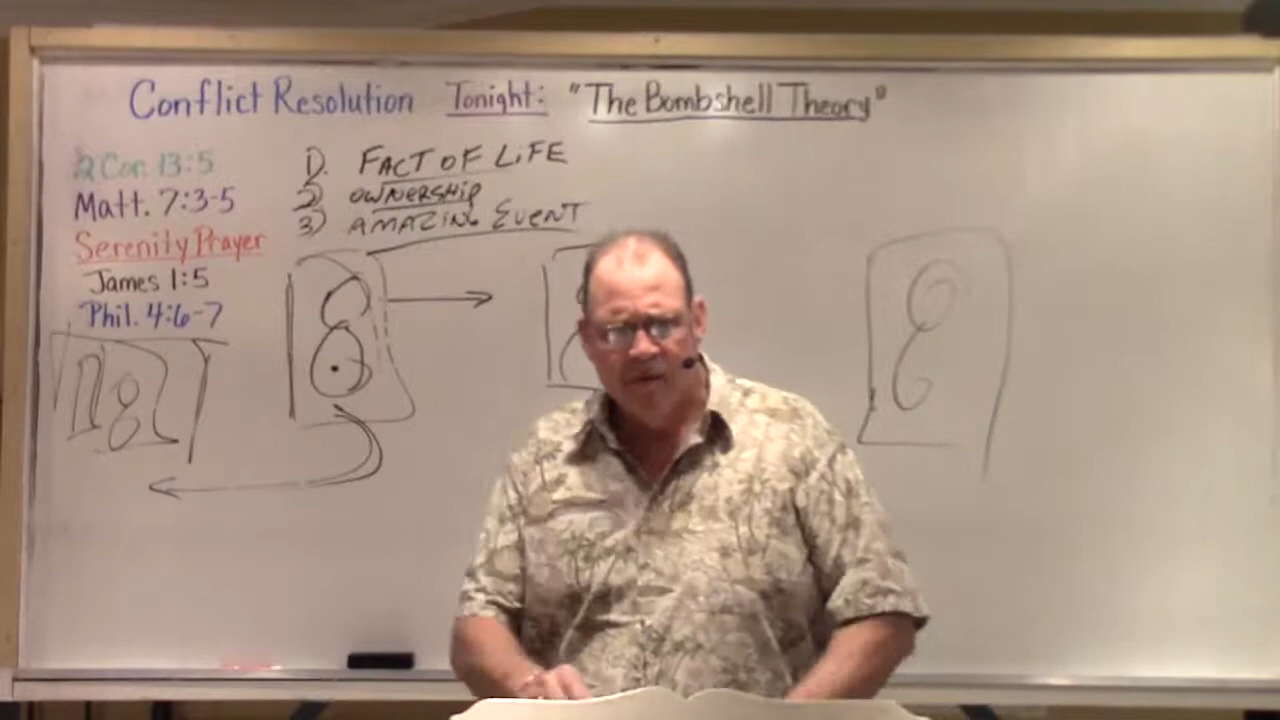 Conflict Resolution Tonight: "The Bombshell Theory"
2 Cor. 13:5
Matt. 7:3-5
Serenity Prayer
James 1:5
Phil. 4:6-7
1). FACT OF LIFE
2) OWNERSHIP
3) AMAZING EVENT